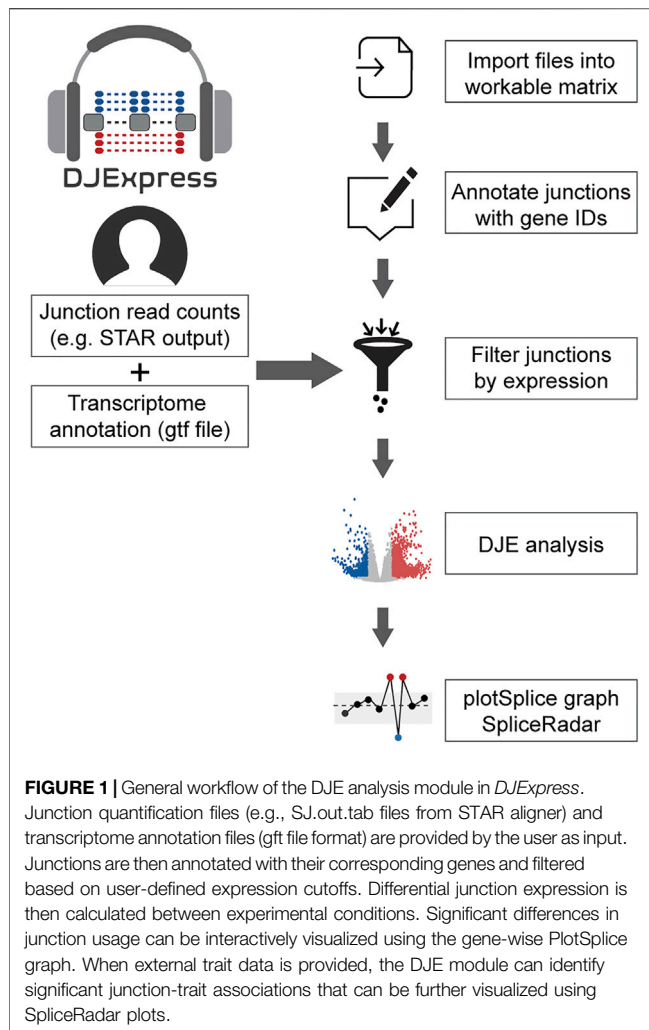 DJExpress
Junction read counts
(e.g. STAR output)
+
Transcriptome
annotation (gtf file)
Import files into
workable matrix
Annotate junctions
with gene IDs
Filter junctions
by expression
DJE analysis
plotSplice graph
SpliceRadar
FIGURE 1 | General workflow of the DJE analysis module in DJExpress.
Junction quantification files (e.g., SJ.out.tab files from STAR aligner) and
transcriptome annotation files (gft file format) are provided by the user as input.
Junctions are then annotated with their corresponding genes and filtered
based on user-defined expression cutoffs. Differential junction expression is
then calculated between experimental conditions. Significant differences in
junction usage can be interactively visualized using the gene-wise PlotSplice
graph. When external trait data is provided, the DJE module can identify
significant junction-trait associations that can be further visualized using
SpliceRadar plots.